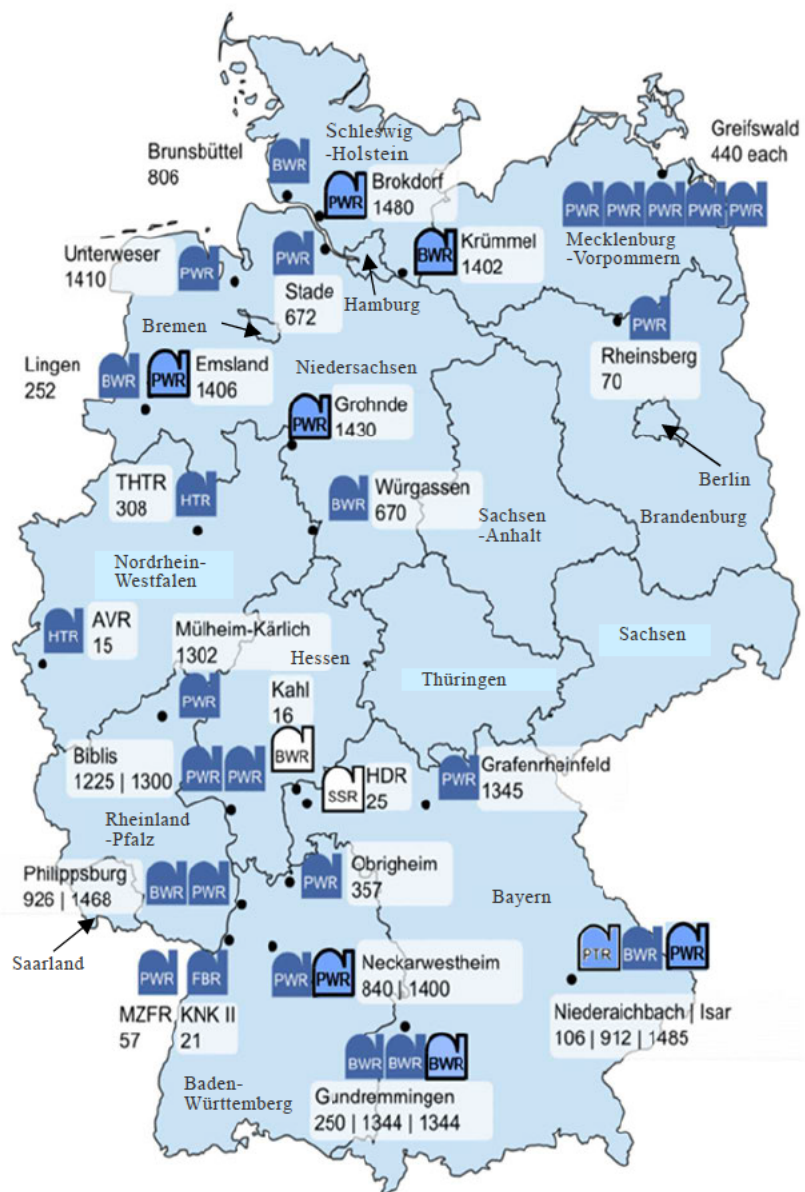 Schleswig
-Holstein
Brunsbüttel
806
BWR
Greifswald
440 each
PWR
Brokdorf
1480
PWR PWR PWR PWR PWR
Mecklenburg
-Vorpommern
Unterweser
1410
PWR
PWR
Stade
672
BWR
Krümmel
1402
Hamburg
Bremen
PWR
Rheinsberg
70
Lingen
252
BWR
PWR
Emsland
1406
Niedersachsen
PWR
Grohnde
1430
Berlin
THTR
308
HTR
BWR
Würgassen
670
Sachsen
-Anhalt
Brandenburg
Nordrhein-
Westfalen
HTR
AVR
15
Mülheim-Kärlich
1302
PWR
Hessen
Sachsen
Thüringen
Kahl
16
BWR
Biblis
1225 | 1300
PWR PWR
SSR
HDR
25
PWR
Grafenrheinfeld
1345
Rheinland
-Pfalz
Philippsburg
926 | 1468
BWR PWR
PWR
Obrigheim
357
Bayern
Saarland
PWR FBR
MZFR KNK II
57 21
PWR PWR
Neckarwestheim
840 | 1400
PTR BWR PWR
Niederaichbach | Isar
106 | 912 | 1485
BWR BWR BWR
Gundremmingen
250 | 1344 | 1344
Baden-
Württemberg